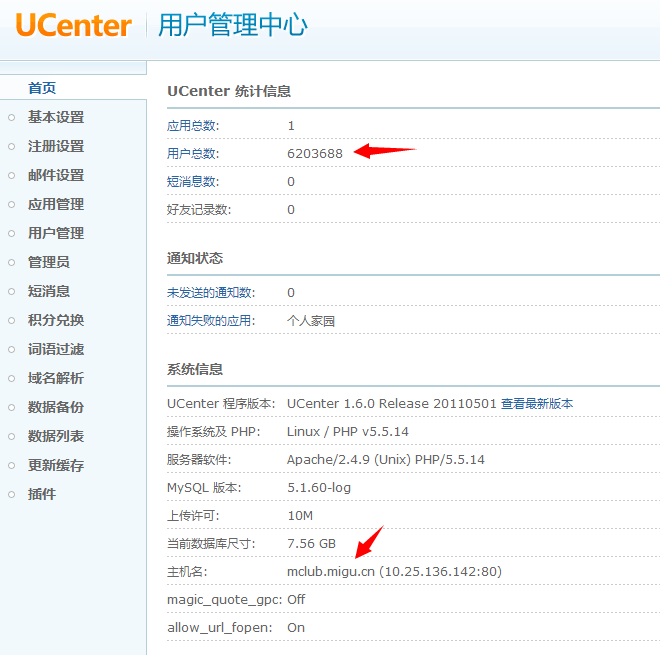 UCenter 用户管理中心
首页
基本设置
注册设置
邮件设置
应用管理
用户管理
管理员
短消息
积分兑换
词语过滤
域名解析
数据备份
数据列表
更新缓存
插件
UCenter 统计信息
应用总数: 1
用户总数: 6203688
短消息数: 0
好友记录数: 0
通知状态
未发送的通知数: 0
通知失败的应用: 个人家园
系统信息
UCenter 程序版本: UCenter 1.6.0 Release 20110501 查看最新版本
操作系统及 PHP: Linux / PHP v5.5.14
服务器软件: Apache/2.4.9 (Unix) PHP/5.5.14
MySQL 版本: 5.1.60-log
上传许可: 10M
当前数据库尺寸: 7.56 GB
主机名: mclub.migu.cn (10.25.136.142:80)
magic_quote_gpc: Off
allow_url_fopen: On